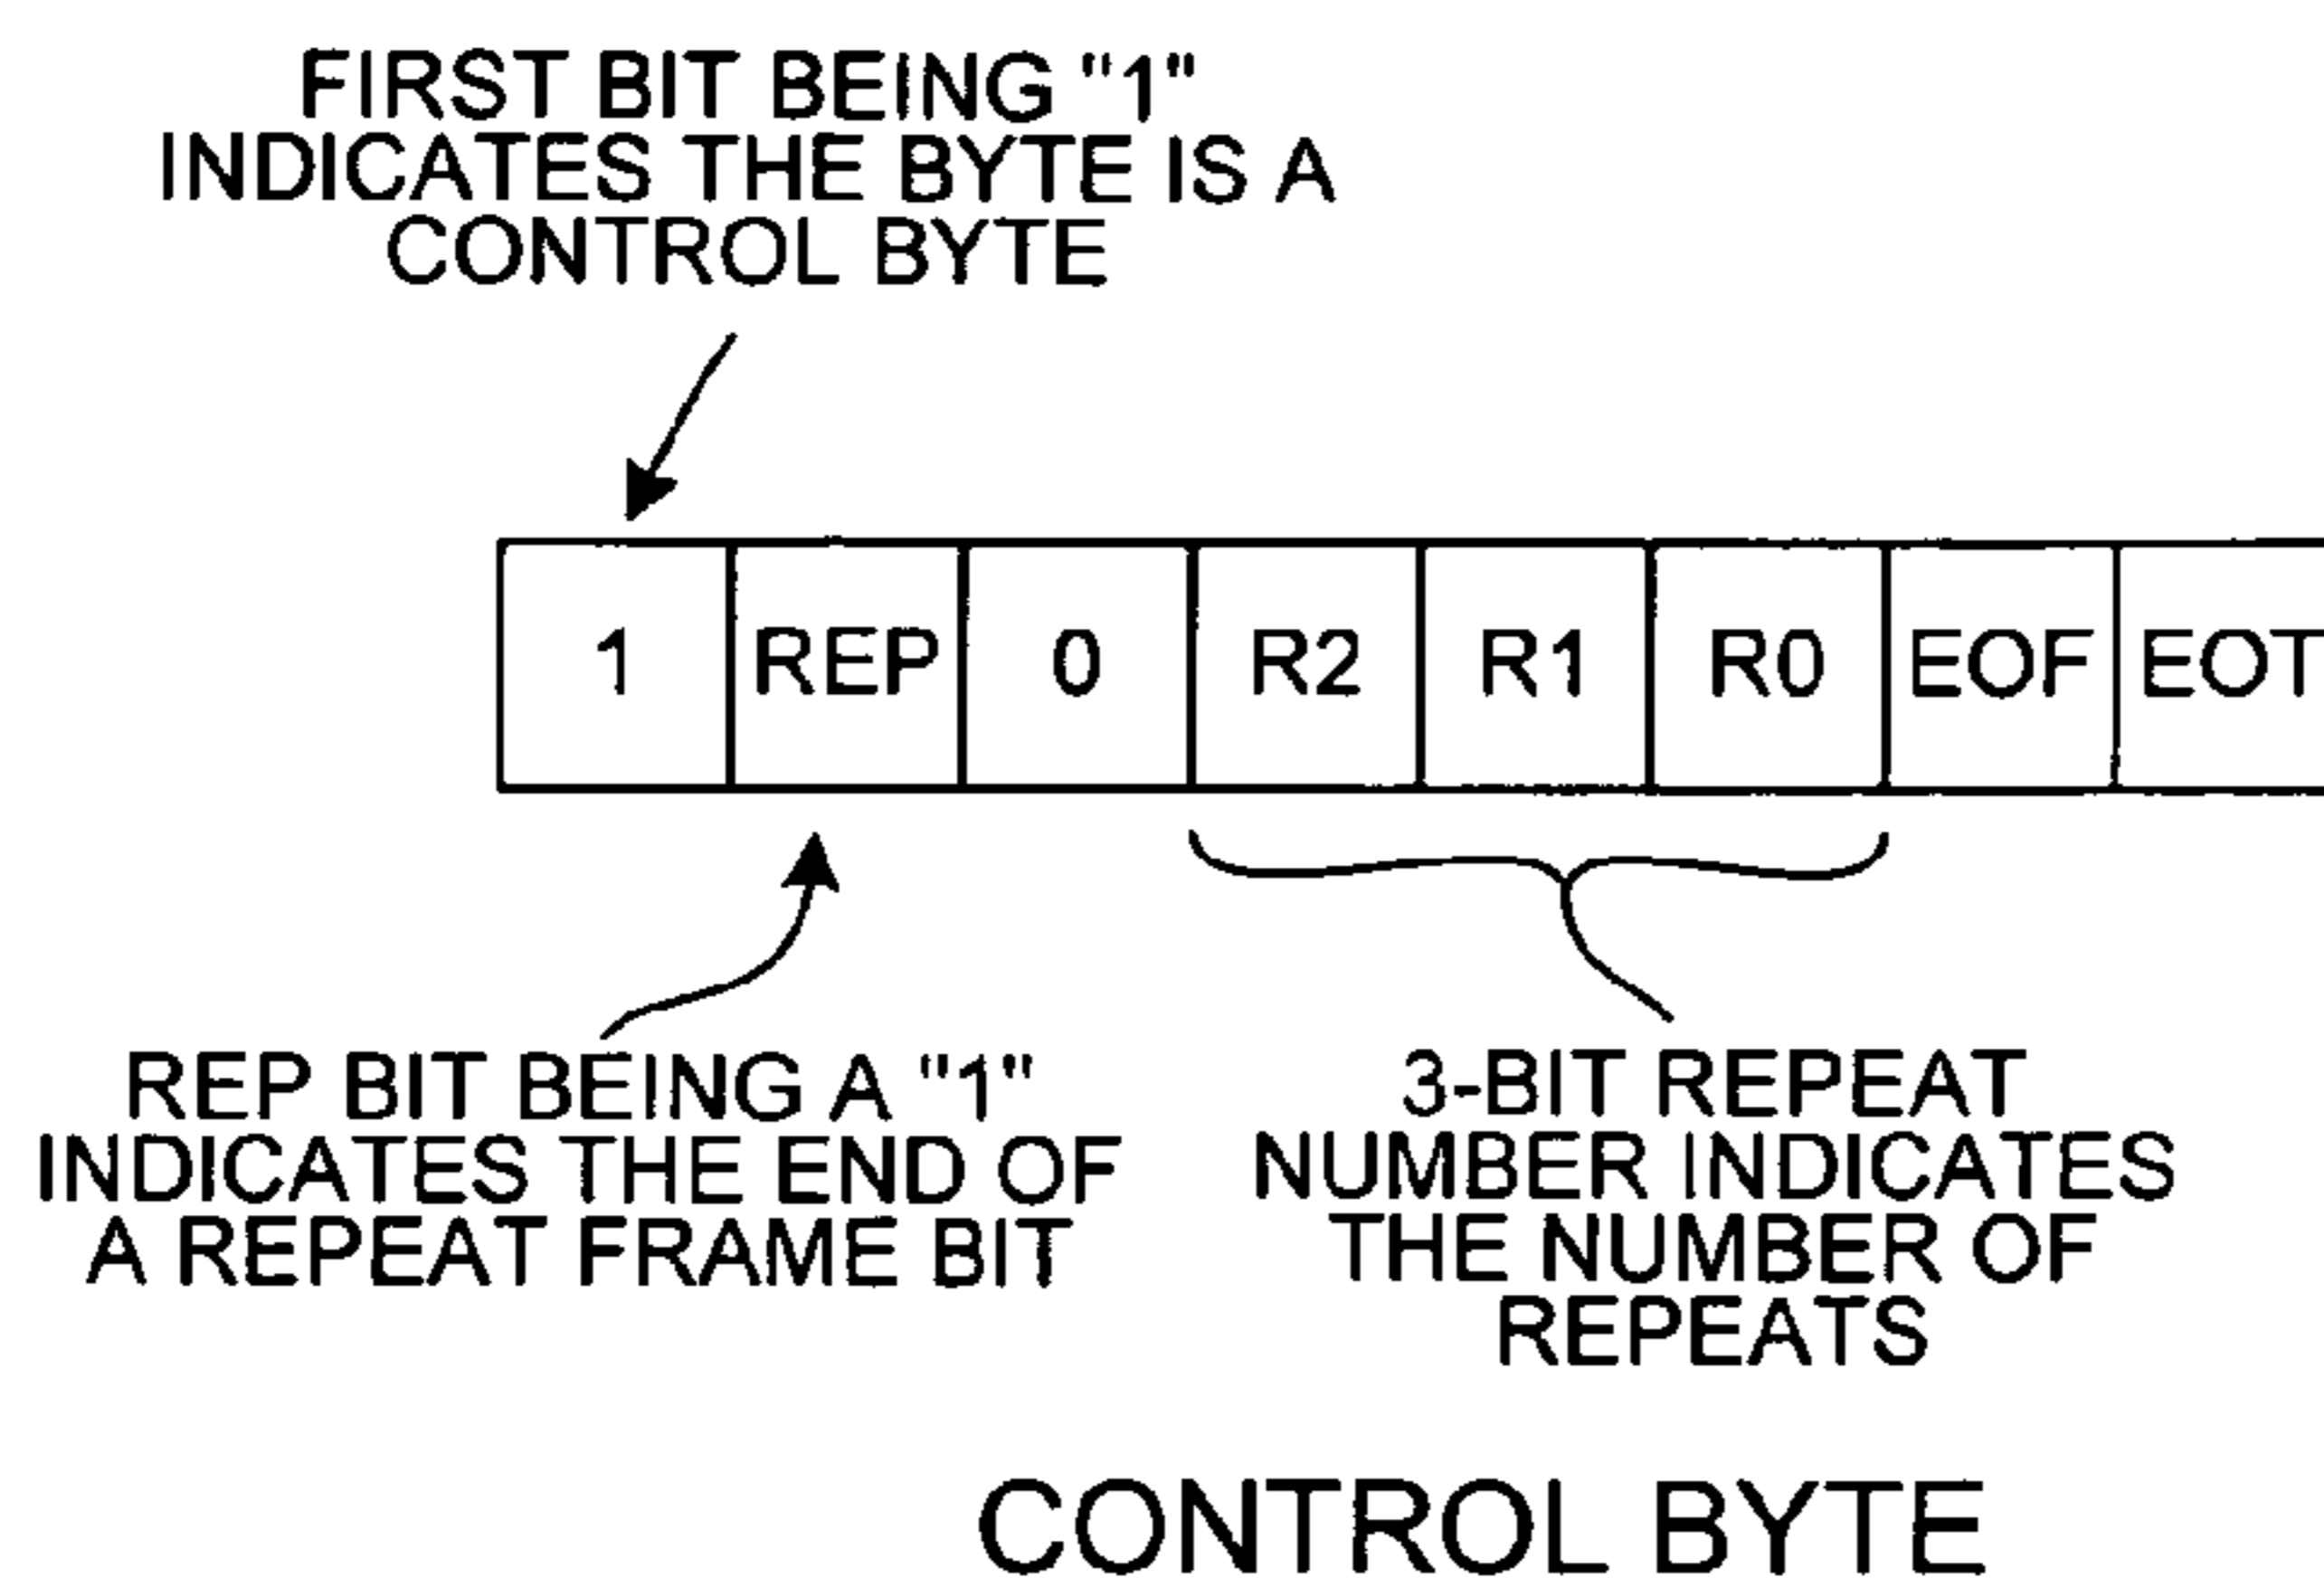 FIRST BIT BEING "1"
INDICATES THE BYTE IS A
CONTROL BYTE
1 REP 0 R2 R1 R0 EOF EOT
REP BIT BEING A "1"
INDICATES THE END OF
A REPEAT FRAME BIT
3-BIT REPEAT
NUMBER INDICATES
THE NUMBER OF
REPEATS
CONTROL BYTE